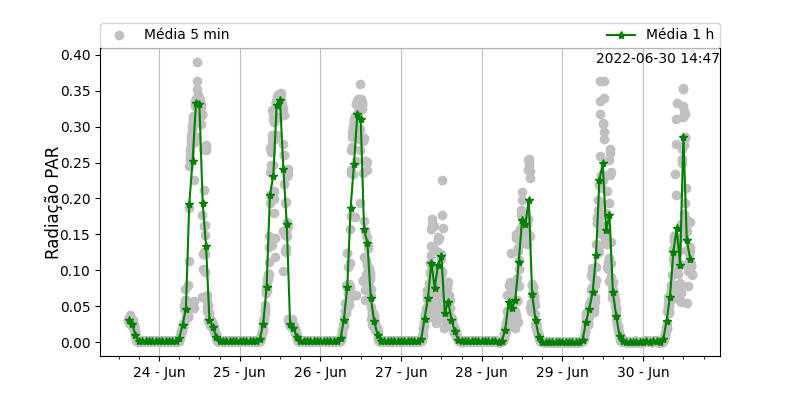 Média 5 min
Média 1 h
2022-06-30 14:47
Radiação PAR
0.40
0.35
0.30
0.25
0.20
0.15
0.10
0.05
0.00
24 - Jun
25 - Jun
26 - Jun
27 - Jun
28 - Jun
29 - Jun
30 - Jun